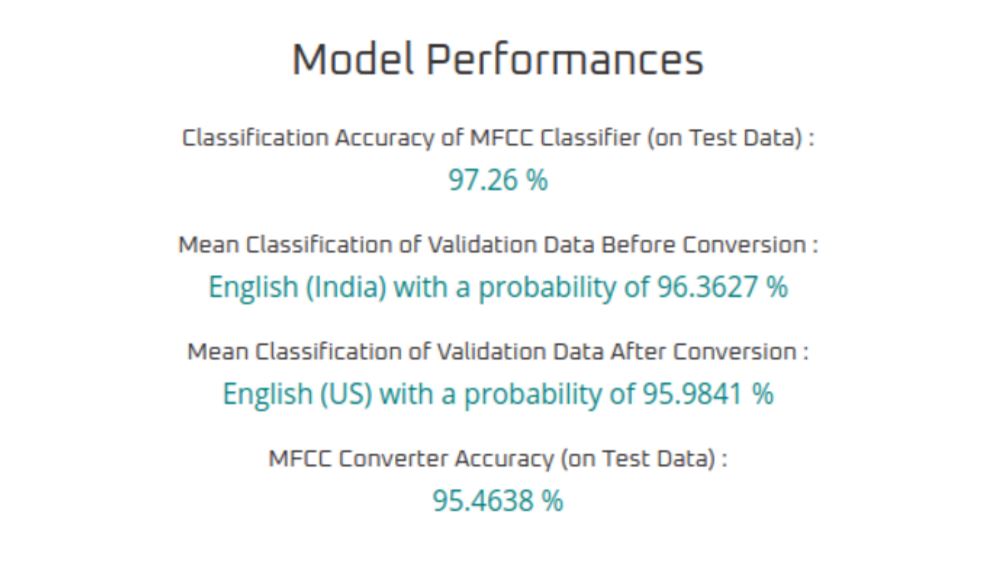 Model Performances
Classification Accuracy of MFCC Classifier (on Test Data) :
97.26 %
Mean Classification of Validation Data Before Conversion :
English (India) with a probability of 96.3627 %
Mean Classification of Validation Data After Conversion :
English (US) with a probability of 95.9841 %
MFCC Converter Accuracy (on Test Data) :
95.4638 %